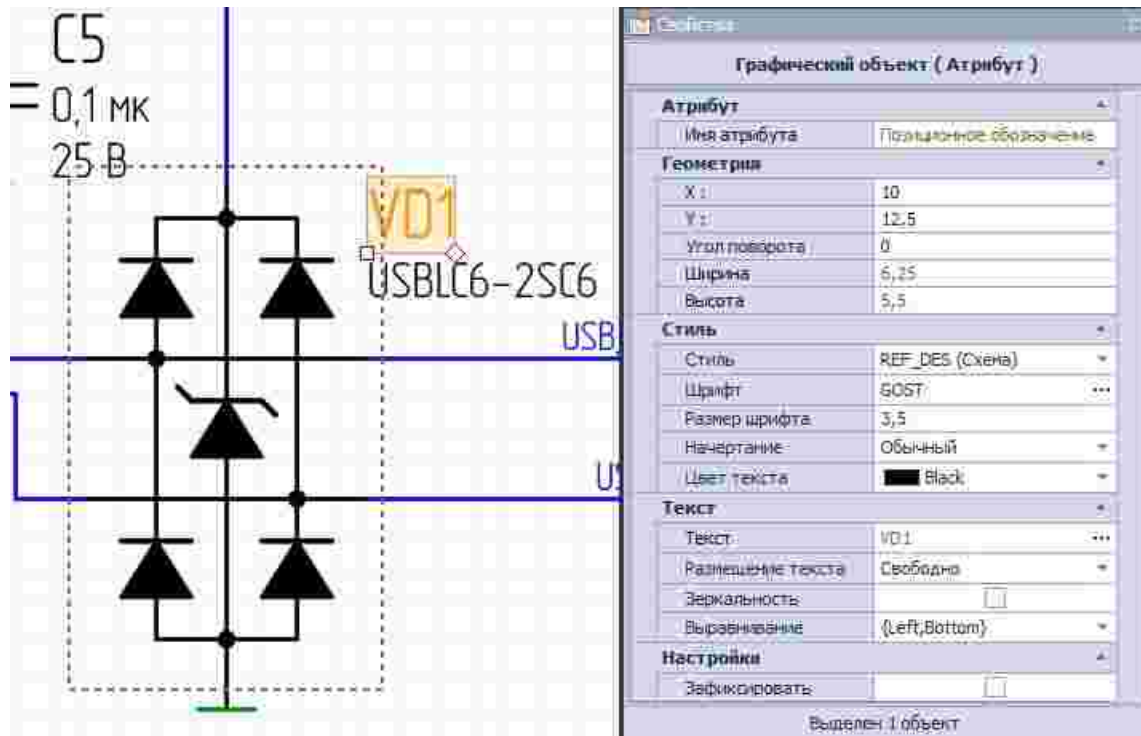 C5
0,1 мк
25 В
VD1
USBLC6-2SC6
USB
US
Свойства
Графический объект ( Атрибут )
Атрибут
Имя атрибута Позиционное обозначение
Геометрия
X : 10
Y : 12,5
Угол поворота 0
Ширина 6,25
Высота 5,5
Стиль
Стиль REF_DES (Схема)
Шрифт GOST ...
Размер шрифта 3,5
Начертание Обычный
Цвет текста Black
Текст
Текст VD1 ...
Размещение текста Свободно
Зеркальность
Выравнивание {Left,Bottom}
Настройки
Зафиксировать
Выделен 1 объект